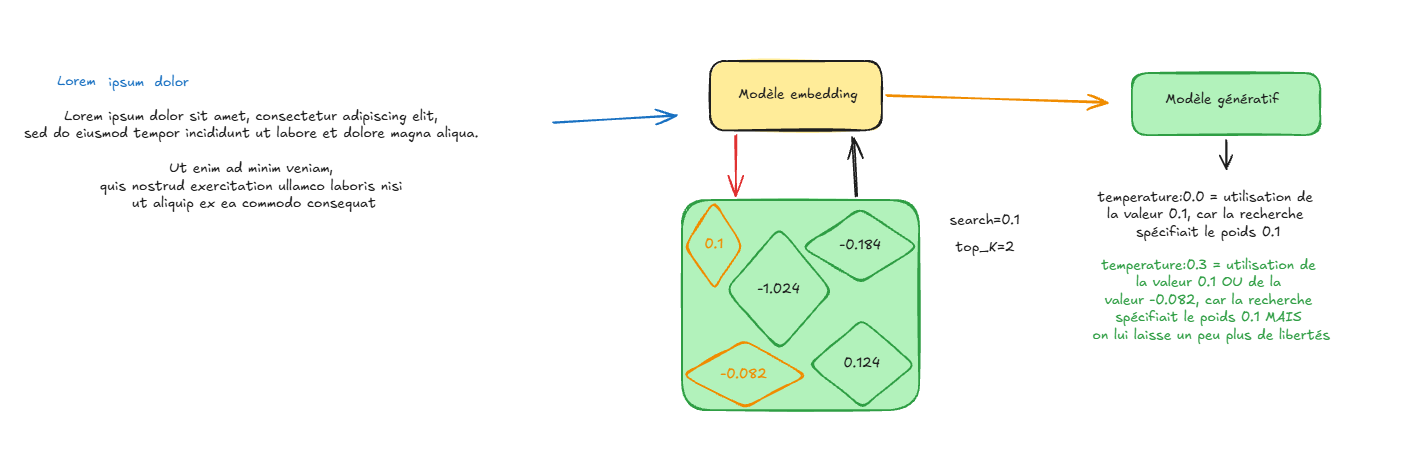 Lorem ipsum dolor
Lorem ipsum dolor sit amet, consectetur adipiscing elit,
sed do eiusmod tempor incididunt ut labore et dolore magna aliqua.
Ut enim ad minim veniam,
quis nostrud exercitation ullamco laboris nisi
ut aliquip ex ea commodo consequat
Modèle embedding
0.1
-0.184
-1.024
-0.082
0.124
search=0.1
top_K=2
Modèle génératif
temperature:0.0 = utilisation de
la valeur 0.1, car la recherche
spécifiait le poids 0.1
temperature:0.3 = utilisation de
la valeur 0.1 OU de la
valeur -0.082, car la recherche
spécifiait le poids 0.1 MAIS
on lui laisse un peu plus de libertés